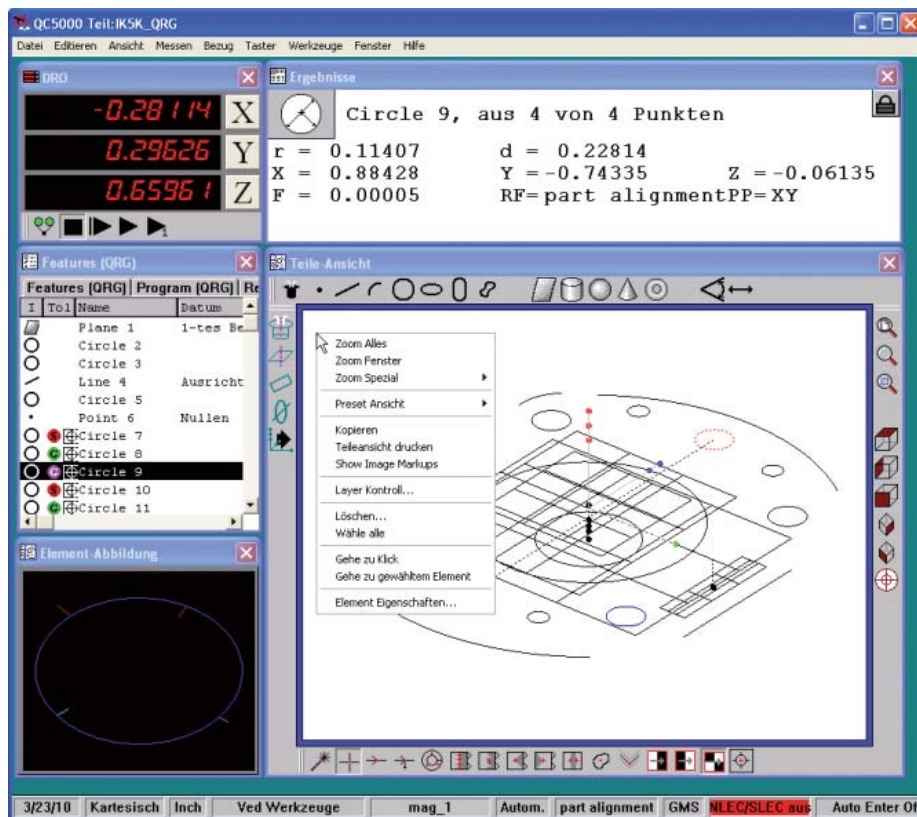 QC5000 Teil:IK5K_QRG
Datei Editieren Ansicht Messen Bezug Taster Werkzeuge Fenster Hilfe
DRO
-0.28114 X
0.29626 Y
0.65961 Z
1
Ergebnisse
Circle 9, aus 4 von 4 Punkten
r = 0.11407 d = 0.22814
X = 0.88428 Y =-0.74335 Z =-0.06135
F = 0.00005 RF=part alignmentPP=XY
Features (QRG)
Features (QRG) Program (QRG) Re
I Tol Name Datum
Plane 1 1-tes Be
Circle 2
Circle 3
Line 4 Ausricht
Circle 5
Point 6 Nullen
S Circle 7
C Circle 8
C Circle 9
S Circle 10
C Circle 11
Element-Abbildung
Teile-Ansicht
Zoom Alles
Zoom Fenster
Zoom Spezial
Preset Ansicht
Kopieren
Teileansicht drucken
Show Image Markups
Layer Kontroll...
Löschen...
Wähle alle
Gehe zu Klick
Gehe zu gewähltem Element
Element Eigenschaften...
3/23/10 Kartesisch Inch Ved Werkzeuge mag_1 Autom. part alignment GMS NLEC/SLEC aus Auto Enter Of